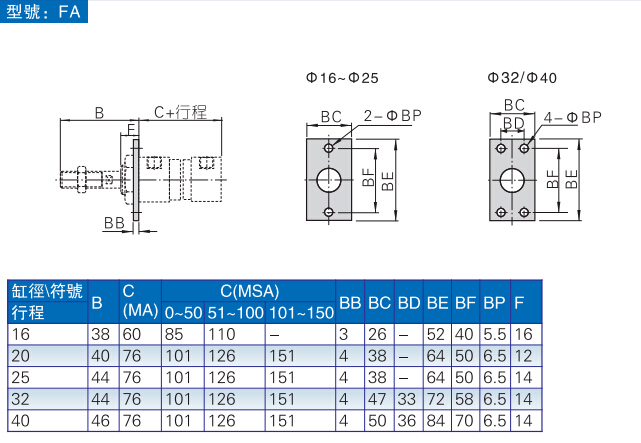 型號：FA
Φ16~Φ25
Φ32/Φ40
B
C+行程
F
BB
BC
2-ΦBP
BF
BE
BC
BD
4-ΦBP
BF
BE
缸徑\符號 B C (MA) C(MSA) BB BC BD BE BF BP F
行程 0~50 51~100 101~150
16 38 60 85 110 – 3 26 – 52 40 5.5 16
20 40 76 101 126 151 4 38 – 64 50 6.5 12
25 44 76 101 126 151 4 38 – 64 50 6.5 14
32 44 76 101 126 151 4 47 33 72 58 6.5 14
40 46 76 101 126 151 4 50 36 84 70 6.5 14